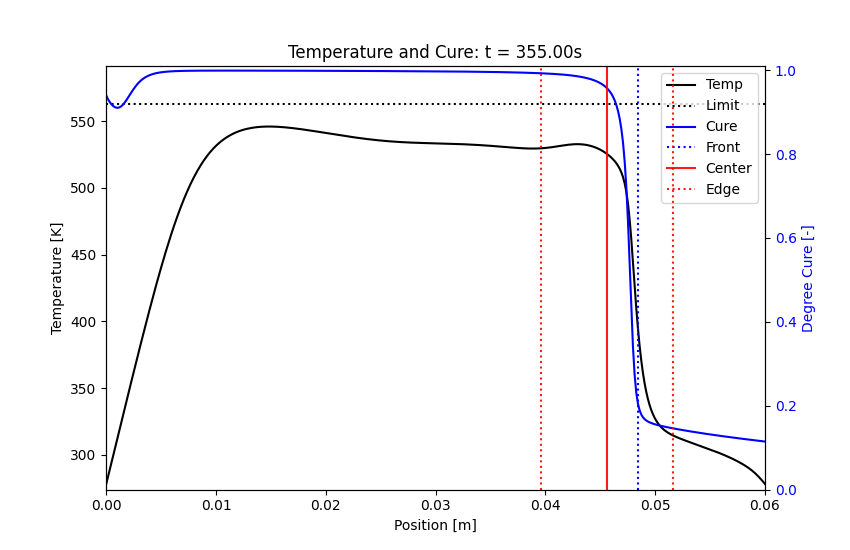 Temperature and Cure: t = 355.00s
Temperature [K]
550
500
450
400
350
300
Temp
Limit
Cure
Front
Center
Edge
1.0
0.8
0.6
0.4
0.2
0.0
Degree Cure [-]
0.00 0.01 0.02 0.03 0.04 0.05 0.06
Position [m]